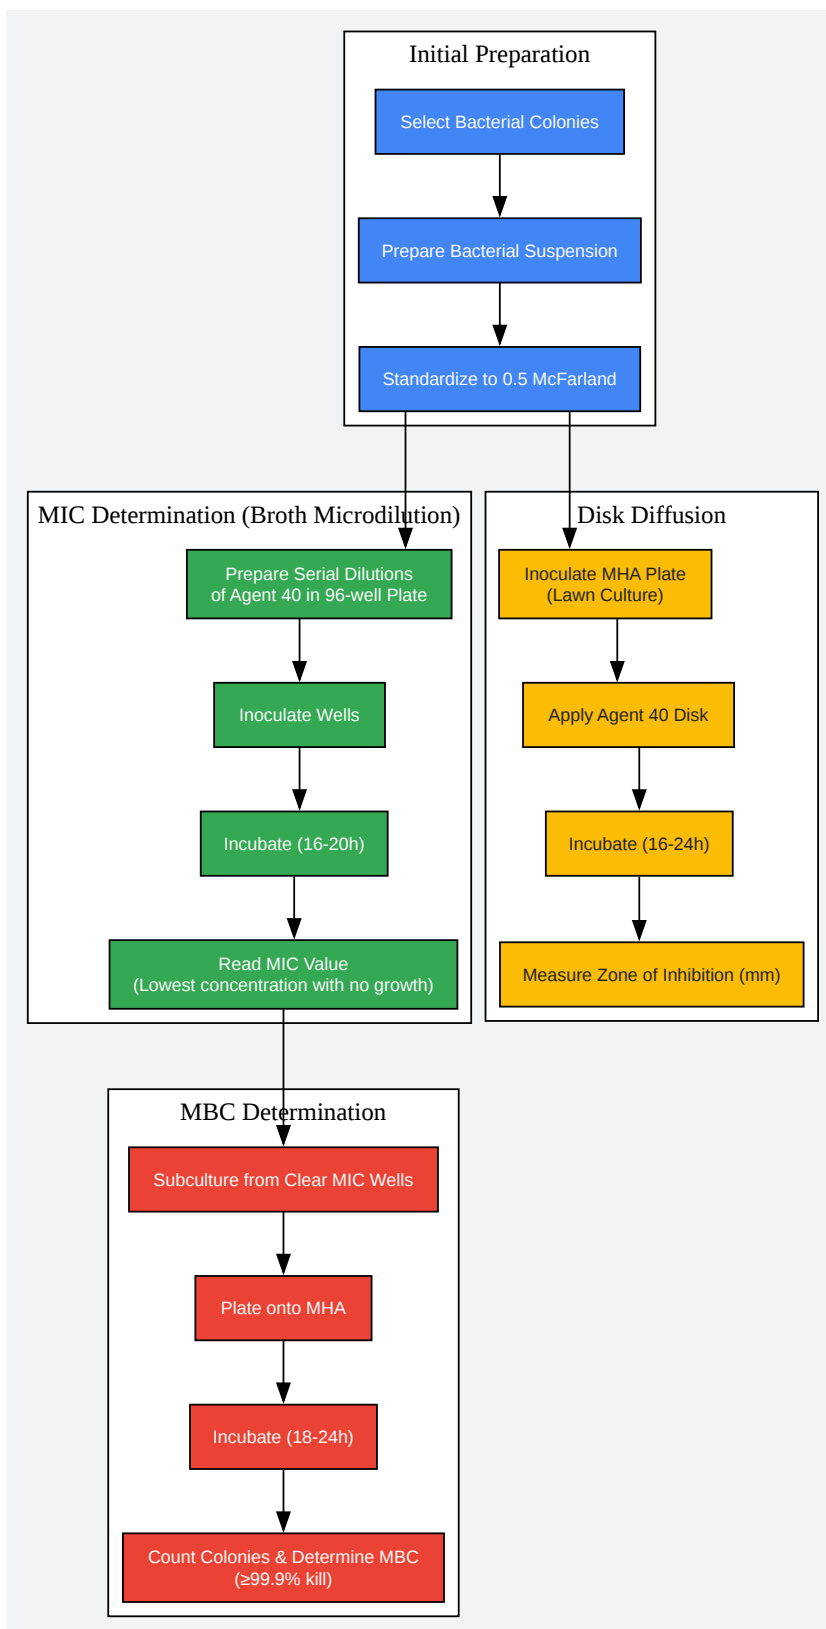 Initial Preparation
Select Bacterial Colonies
Prepare Bacterial Suspension
Standardize to 0.5 McFarland
MIC Determination (Broth Microdilution)
Prepare Serial Dilutions
of Agent 40 in 96-well Plate
Inoculate Wells
Incubate (16-20h)
Read MIC Value
(Lowest concentration with no growth)
Disk Diffusion
Inoculate MHA Plate
(Lawn Culture)
Apply Agent 40 Disk
Incubate (16-24h)
Measure Zone of Inhibition (mm)
MBC Determination
Subculture from Clear MIC Wells
Plate onto MHA
Incubate (18-24h)
Count Colonies & Determine MBC
(≥99.9% kill)